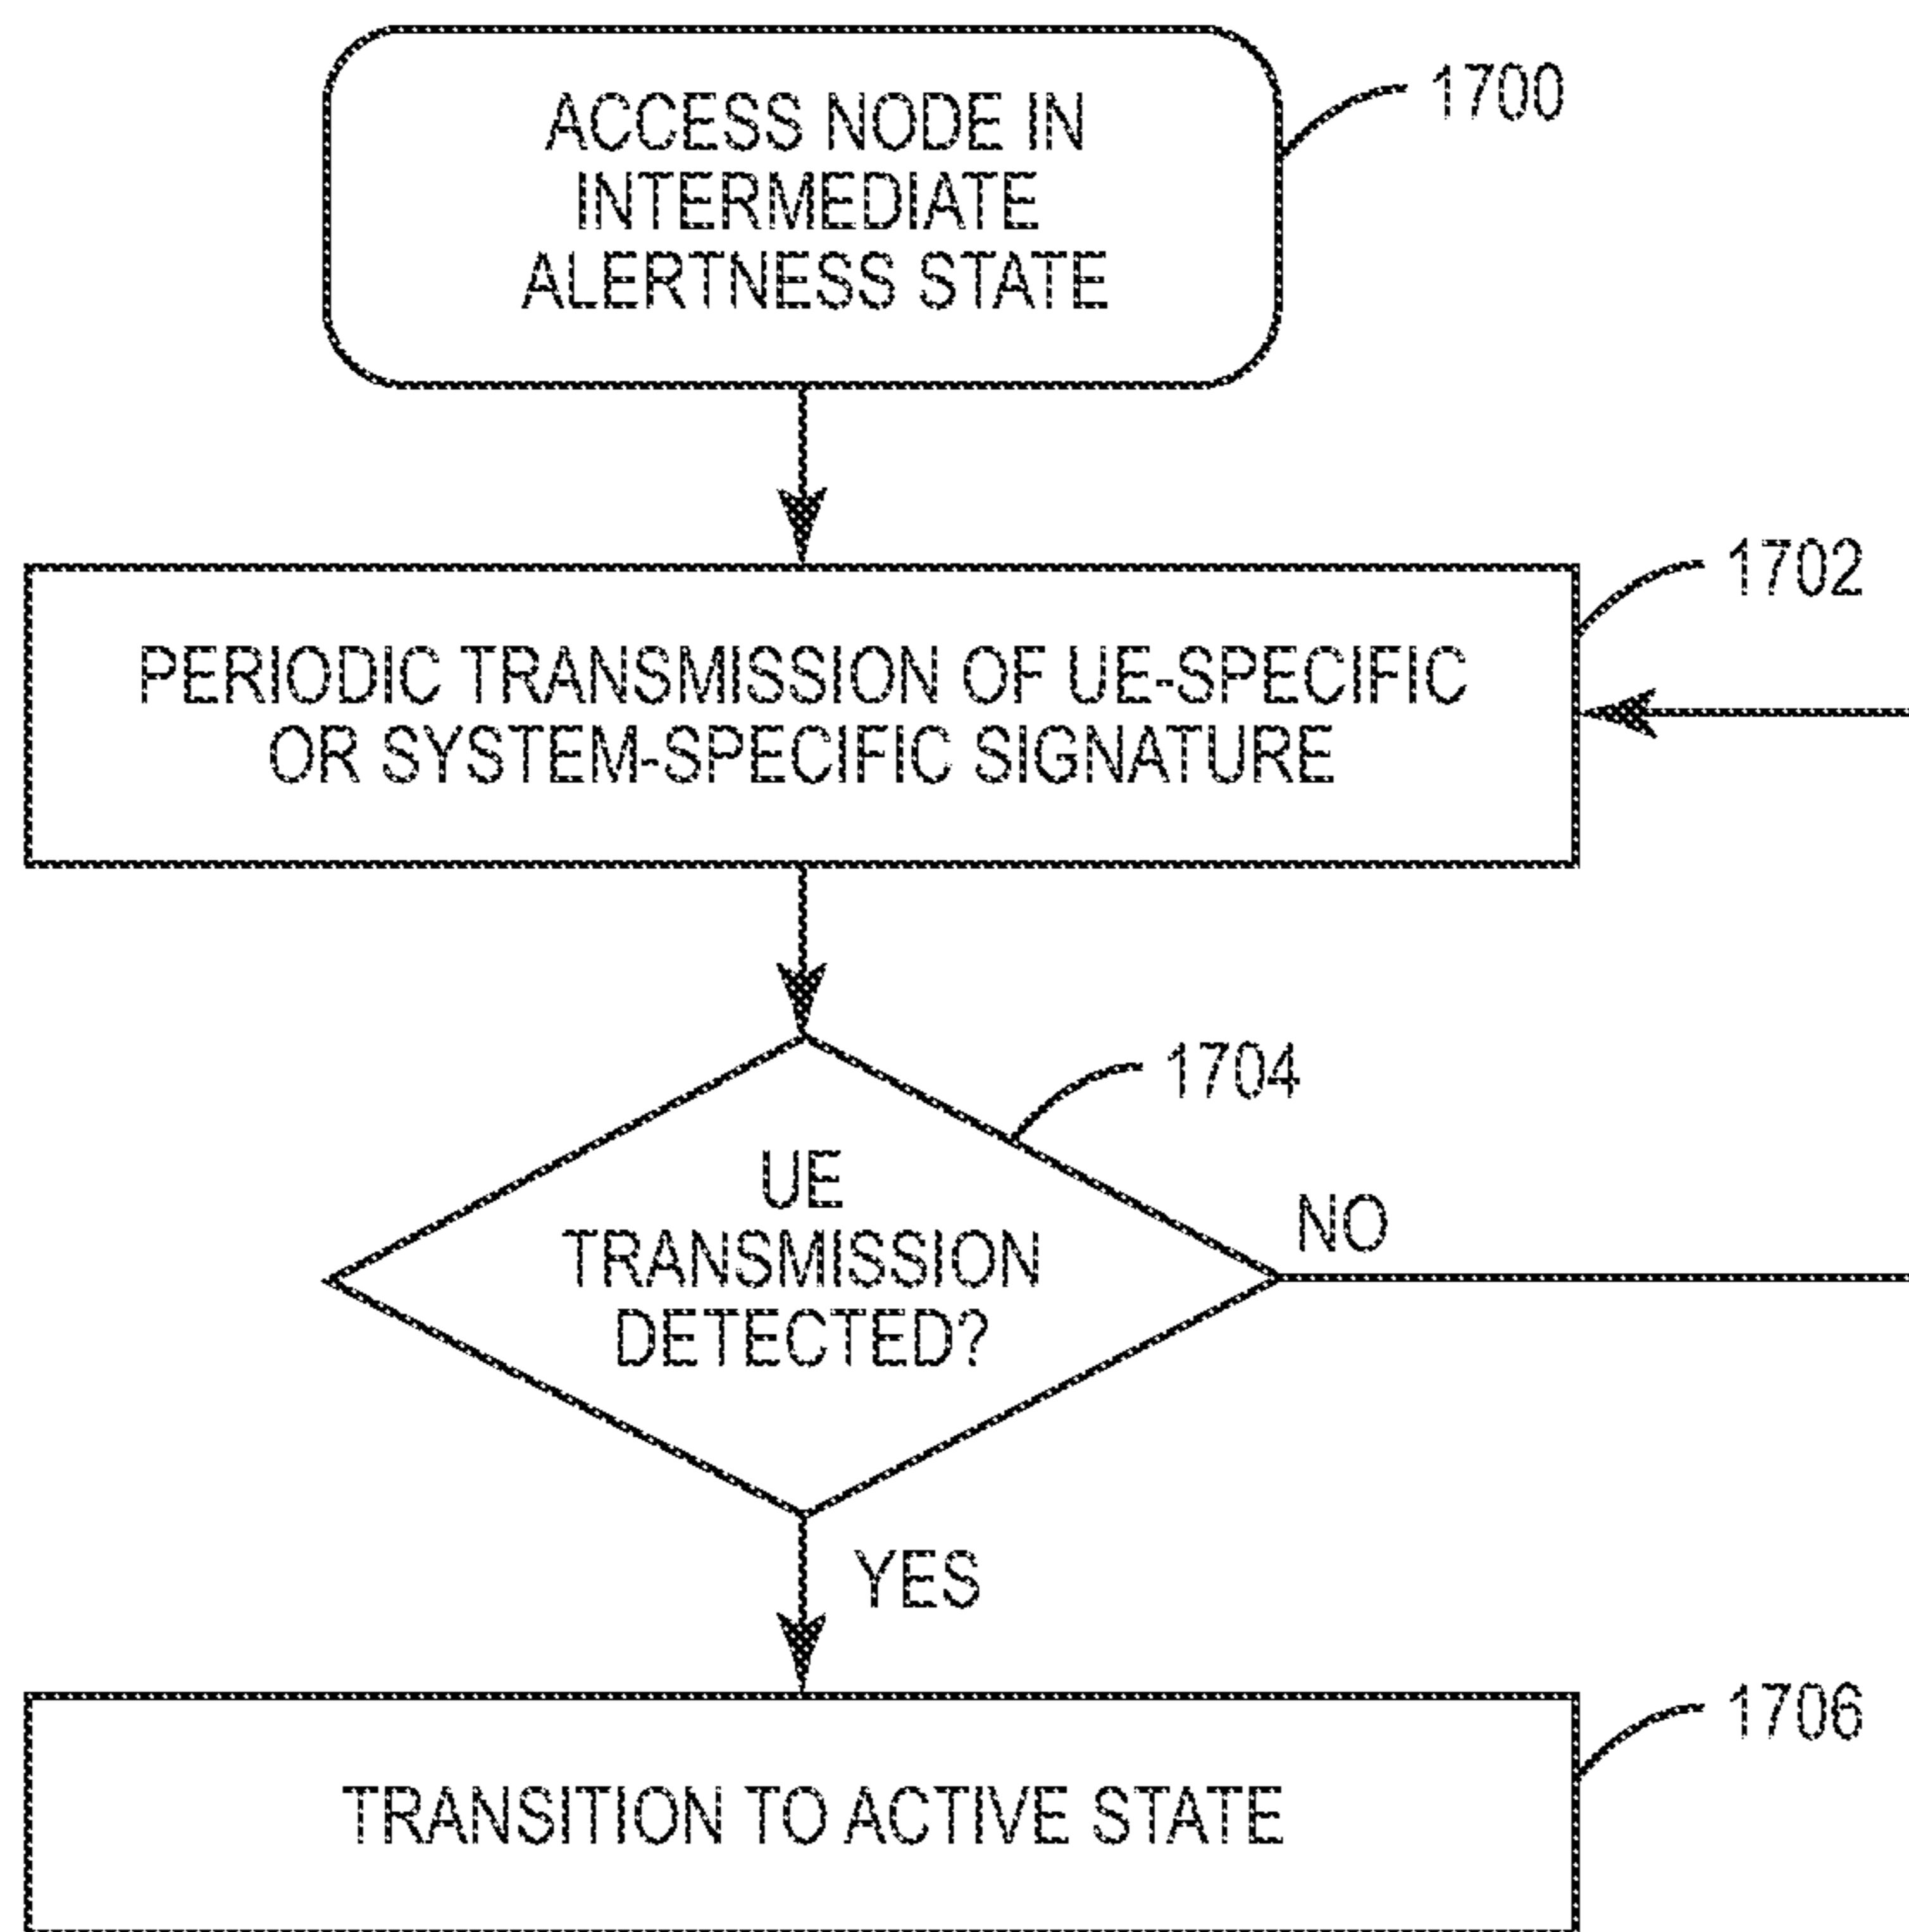 ACCESS NODE IN
INTERMEDIATE
ALERTNESS STATE
1700
PERIODIC TRANSMISSION OF UE-SPECIFIC
OR SYSTEM-SPECIFIC SIGNATURE
1702
UE
TRANSMISSION
DETECTED?
1704
NO
YES
TRANSITION TO ACTIVE STATE
1706